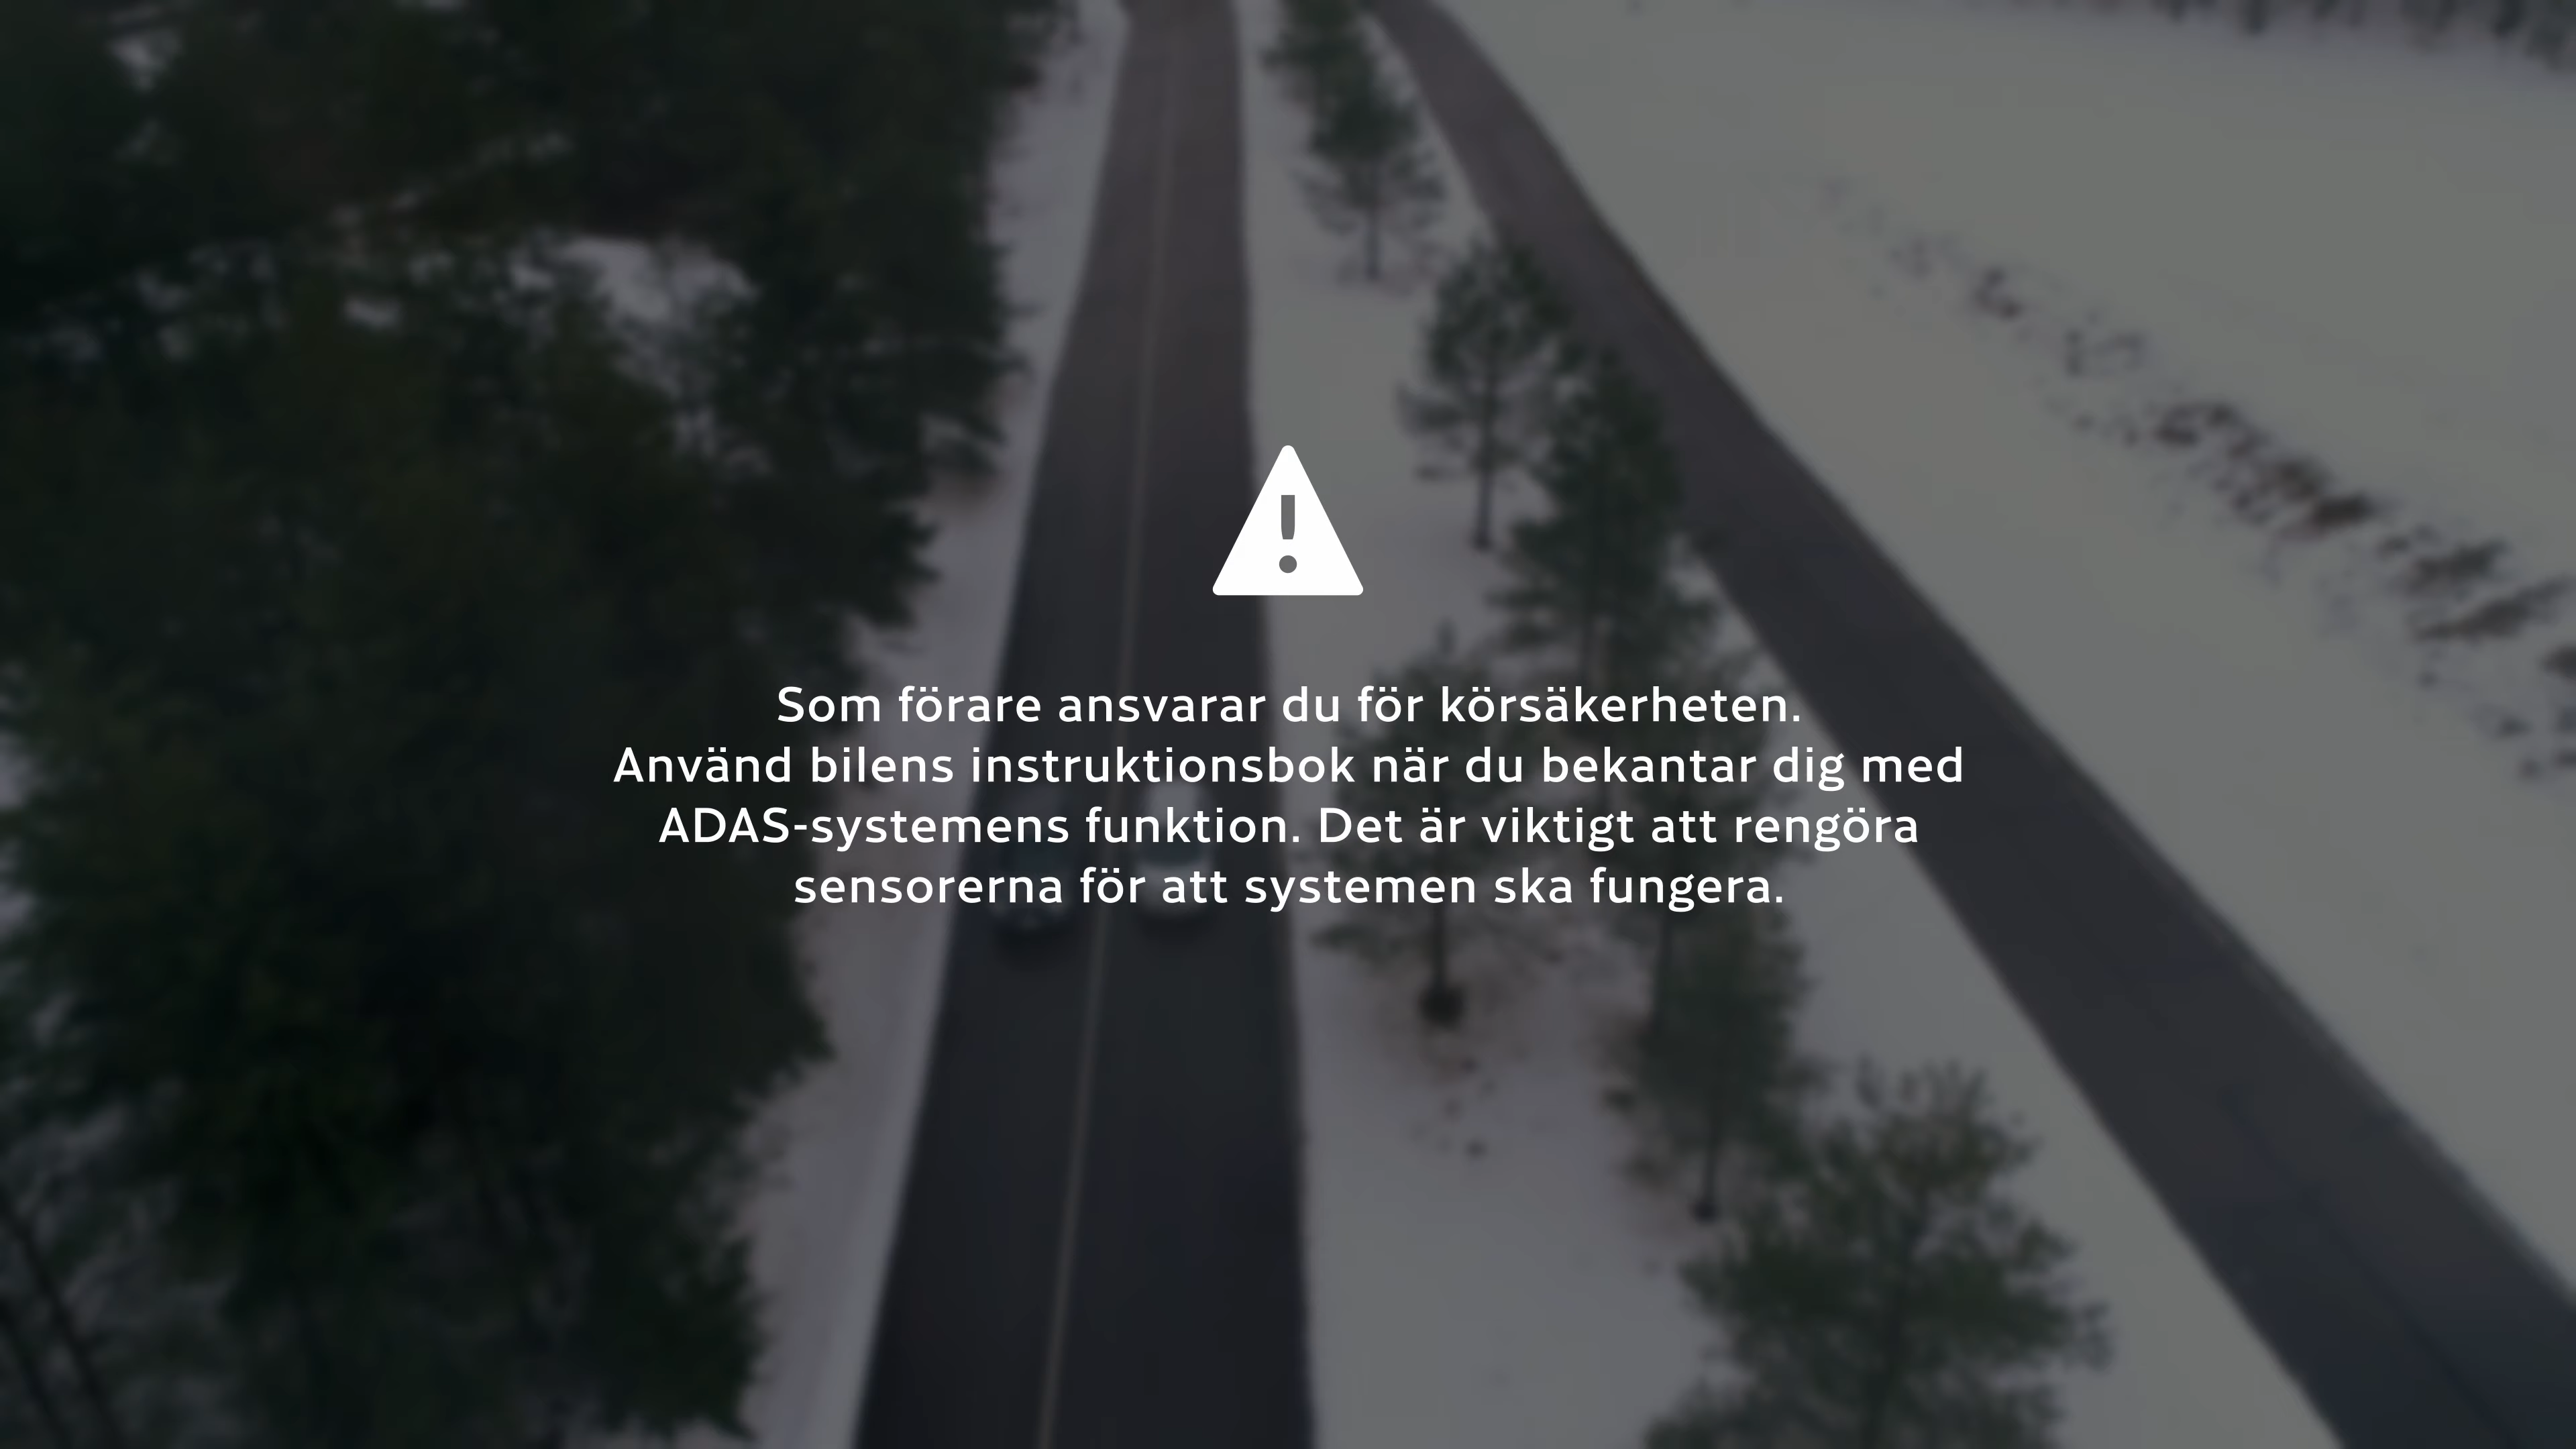 Som förare ansvarar du för körsäkerheten.
Använd bilens instruktionsbok när du bekantar dig med
ADAS-systemens funktion. Det är viktigt att rengöra
sensorerna för att systemen ska fungera.